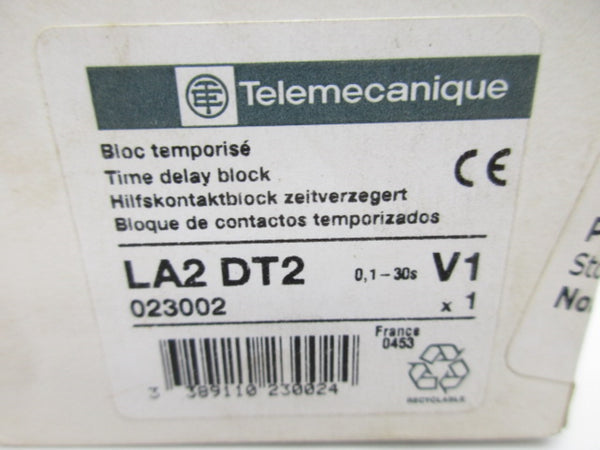 Telemecanique
Bloc temporisé
Time delay block
Hilfskontaktblock zeitverzegert
Bloque de contactos temporizados
CE
LA2 DT2 0,1-30s V1
023002 x 1
France
0453
3 389110 230024
RECYCLABLE